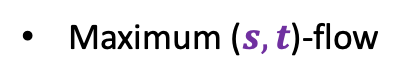 • Maximum (s, t)-flow